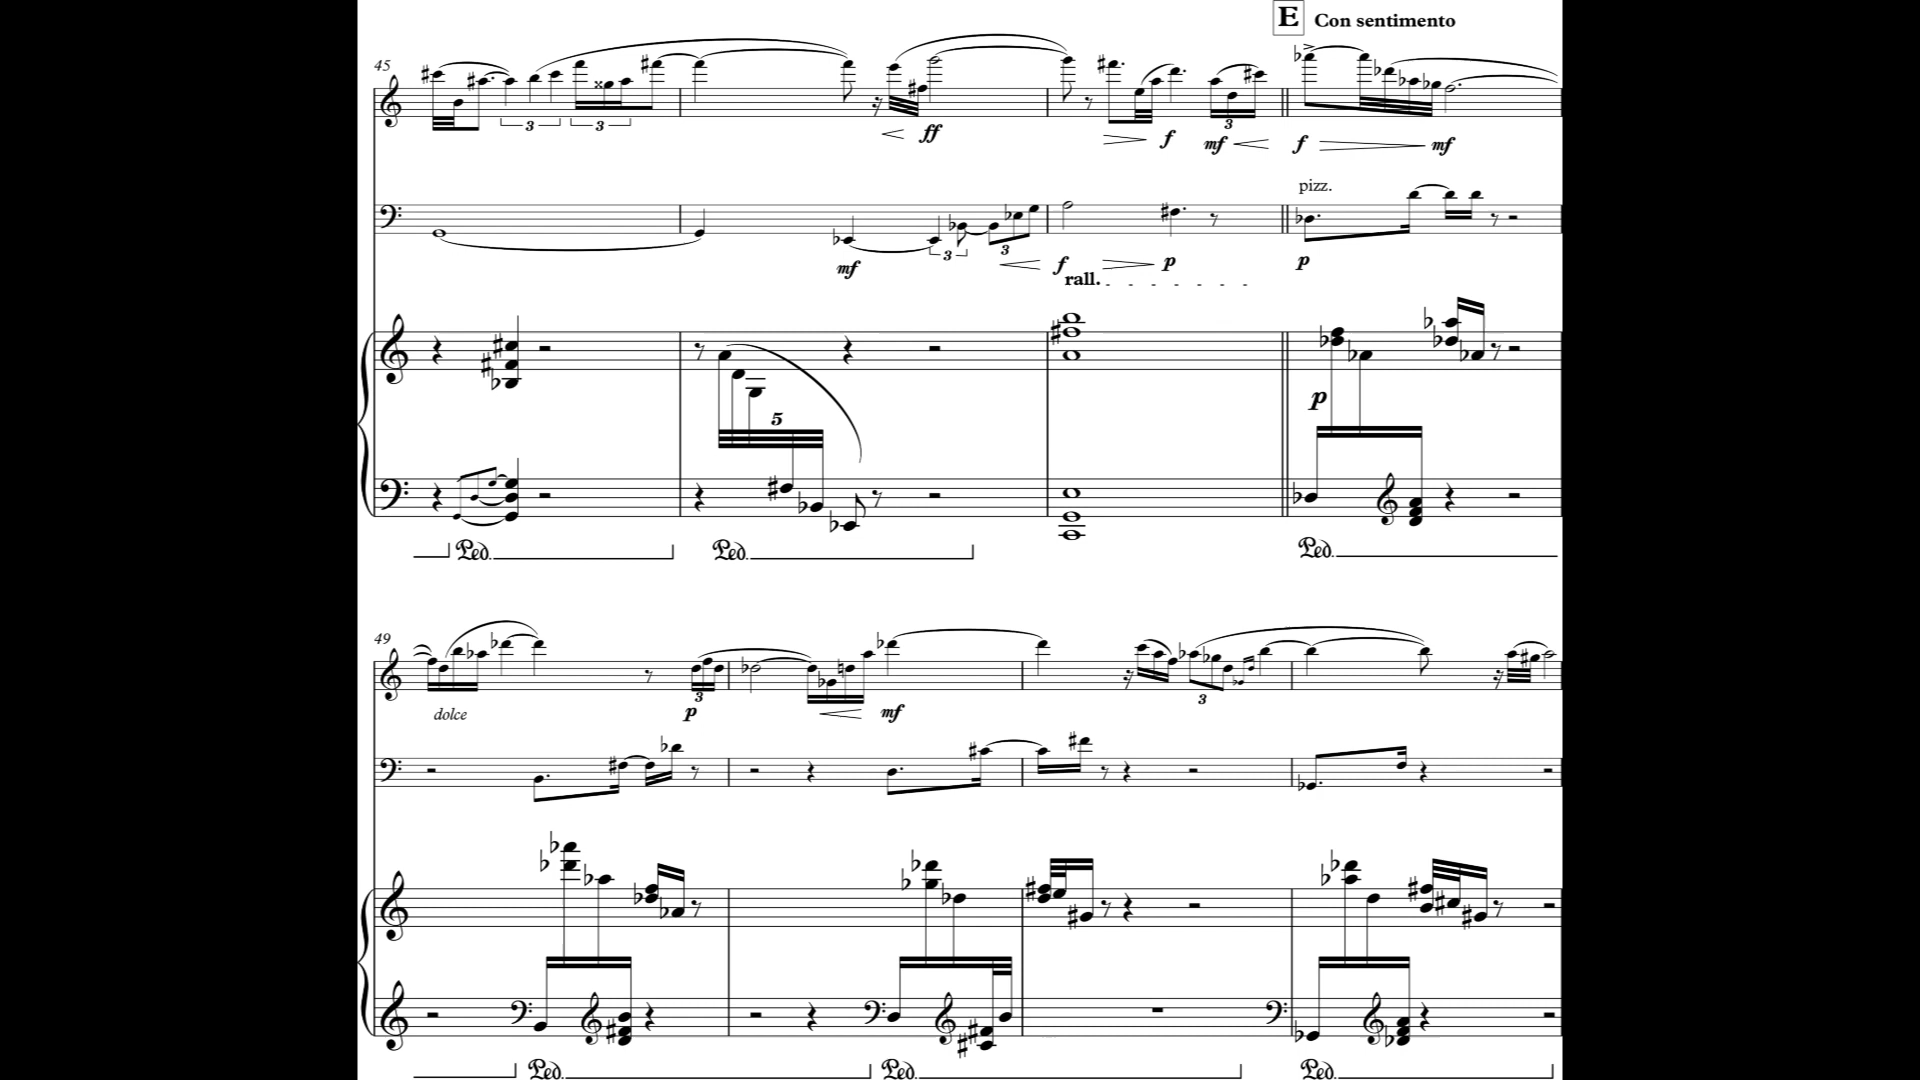 E Con sentimento
45
3 3
ff
f mf 3
f mf
pizz.
mf 3 3
f p
p
rall.
5
p
Ped. Ped. Ped.
49
dolce
3
p
mf
3
Ped. Ped. Ped.